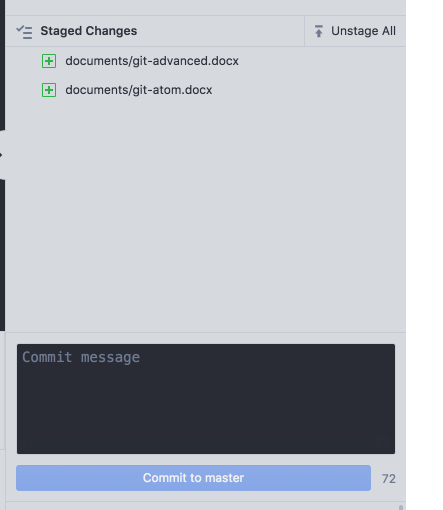 Staged Changes
Unstage All
documents/git-advanced.docx
documents/git-atom.docx
Commit message
Commit to master
72